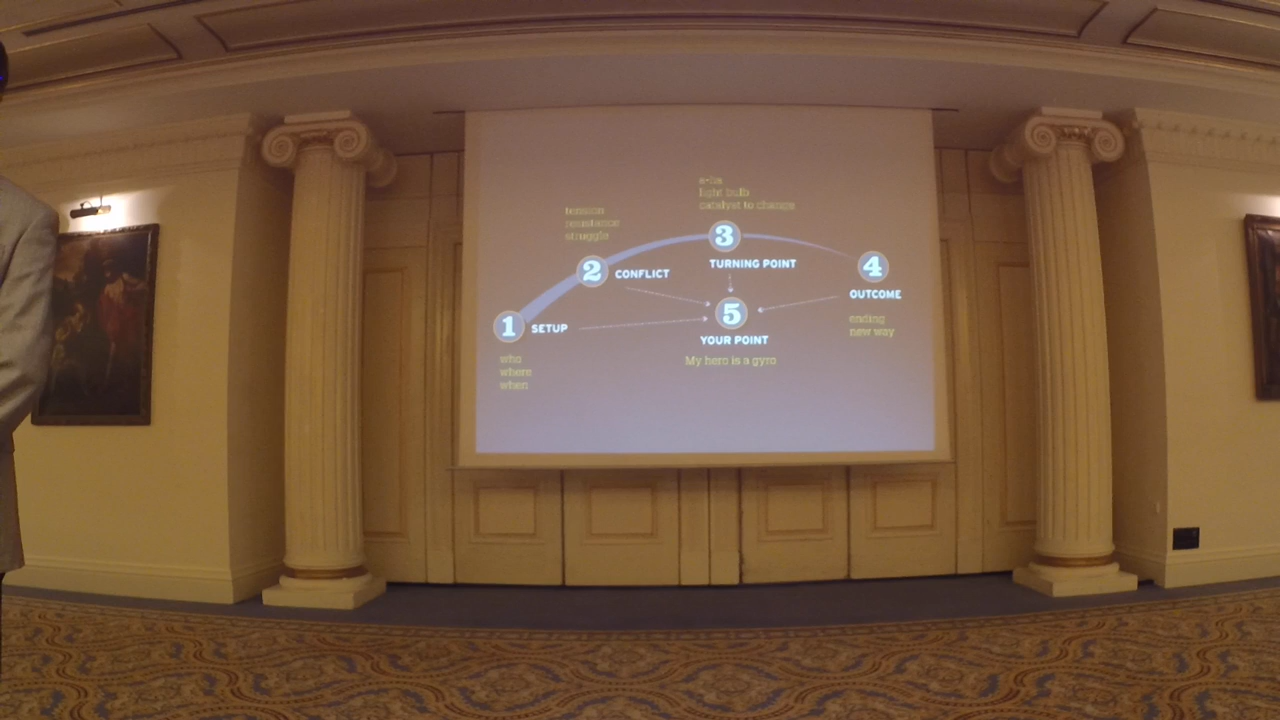 1 SETUP
who
where
when
tension
resistance
struggle
2 CONFLICT
a-ha
light bulb
catalyst to change
3
TURNING POINT
4
OUTCOME
ending
new way
5
YOUR POINT
My hero is a gyro